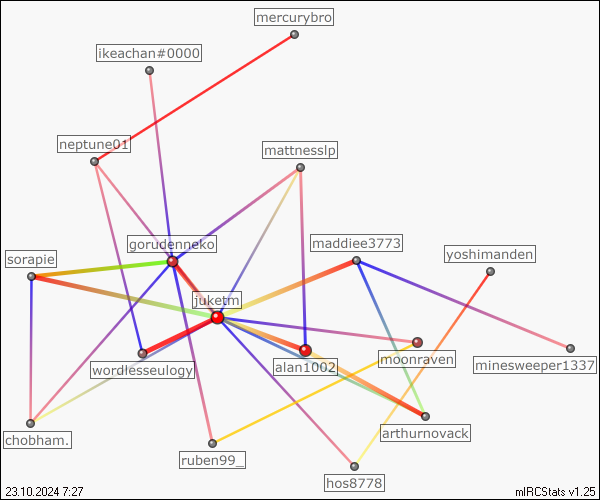 mercurybro
ikeachan#0000
neptune01
mattnesslp
gorudenneko
maddiee3773
yoshimanden
sorapie
juketm
wordlesseulogy
alan1002
moonraven
minesweeper1337
chobham.
arthurnovack
ruben99_
hos8778
23.10.2024 7:27
mIRCStats v1.25